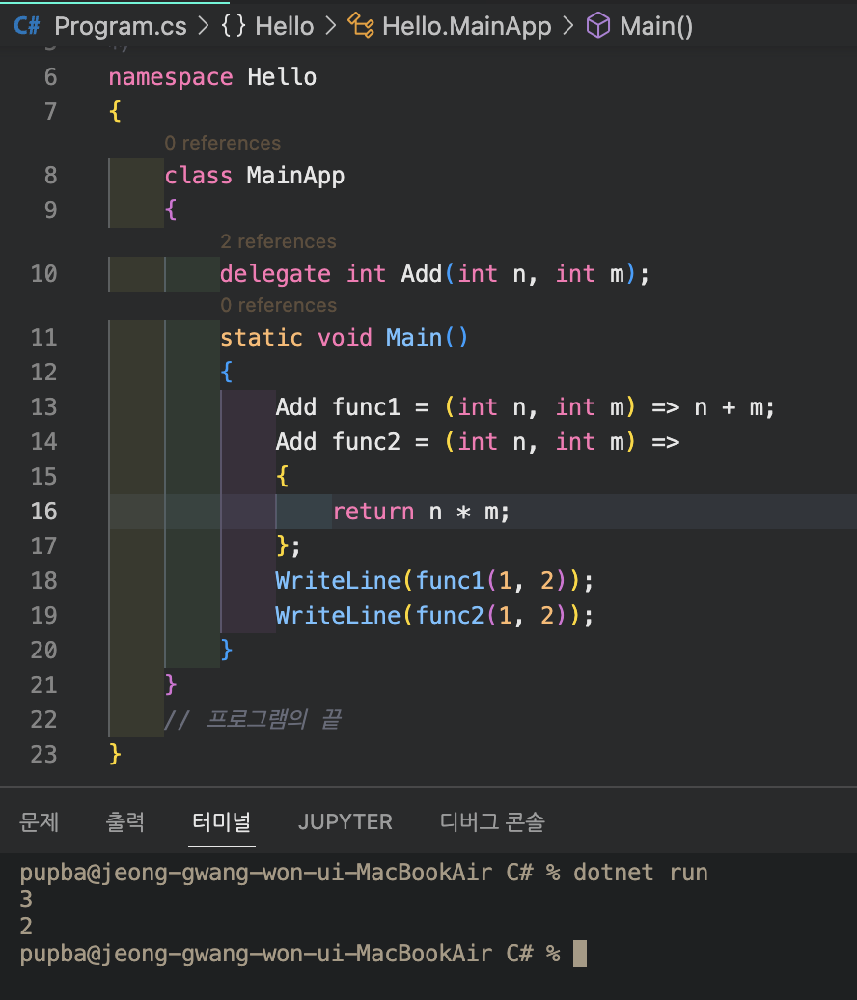 C# Program.cs > {} Hello > Hello.MainApp > Main()
6 namespace Hello
7 {
0 references
8 class MainApp
9 {
2 references
10 delegate int Add(int n, int m);
0 references
11 static void Main()
12 {
13 Add func1 = (int n, int m) => n + m;
14 Add func2 = (int n, int m) =>
15 {
16 return n * m;
17 };
18 WriteLine(func1(1, 2));
19 WriteLine(func2(1, 2));
20 }
21 }
22 // 프로그램의 끝
23 }
문제 출력 터미널 JUPYTER 디버그 콘솔
pupba@jeong-gwang-won-ui-MacBookAir C# % dotnet run
3
2
pupba@jeong-gwang-won-ui-MacBookAir C# %